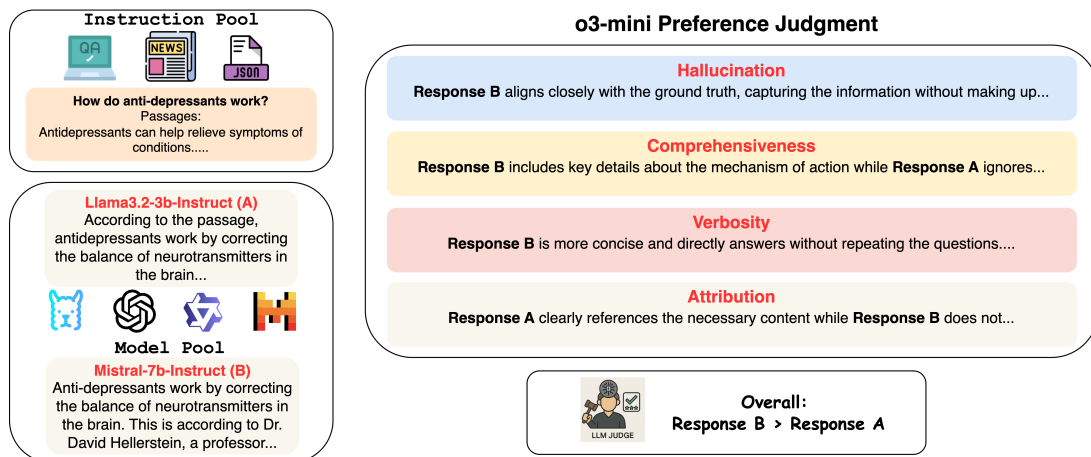 Instruction Pool
QA
NEWS
JSON
How do anti-depressants work?
Passages:
Antidepressants can help relieve symptoms of
conditions.....
Llama3.2-3b-Instruct (A)
According to the passage,
antidepressants work by correcting
the balance of neurotransmitters in
the brain...
Model Pool
Mistral-7b-Instruct (B)
Anti-depressants work by correcting
the balance of neurotransmitters in
the brain. This is according to Dr.
David Hellerstein, a professor...
o3-mini Preference Judgment
Hallucination
Response B aligns closely with the ground truth, capturing the information without making up...
Comprehensiveness
Response B includes key details about the mechanism of action while Response A ignores...
Verbosity
Response B is more concise and directly answers without repeating the questions....
Attribution
Response A clearly references the necessary content while Response B does not...
LLM JUDGE
Overall:
Response B > Response A